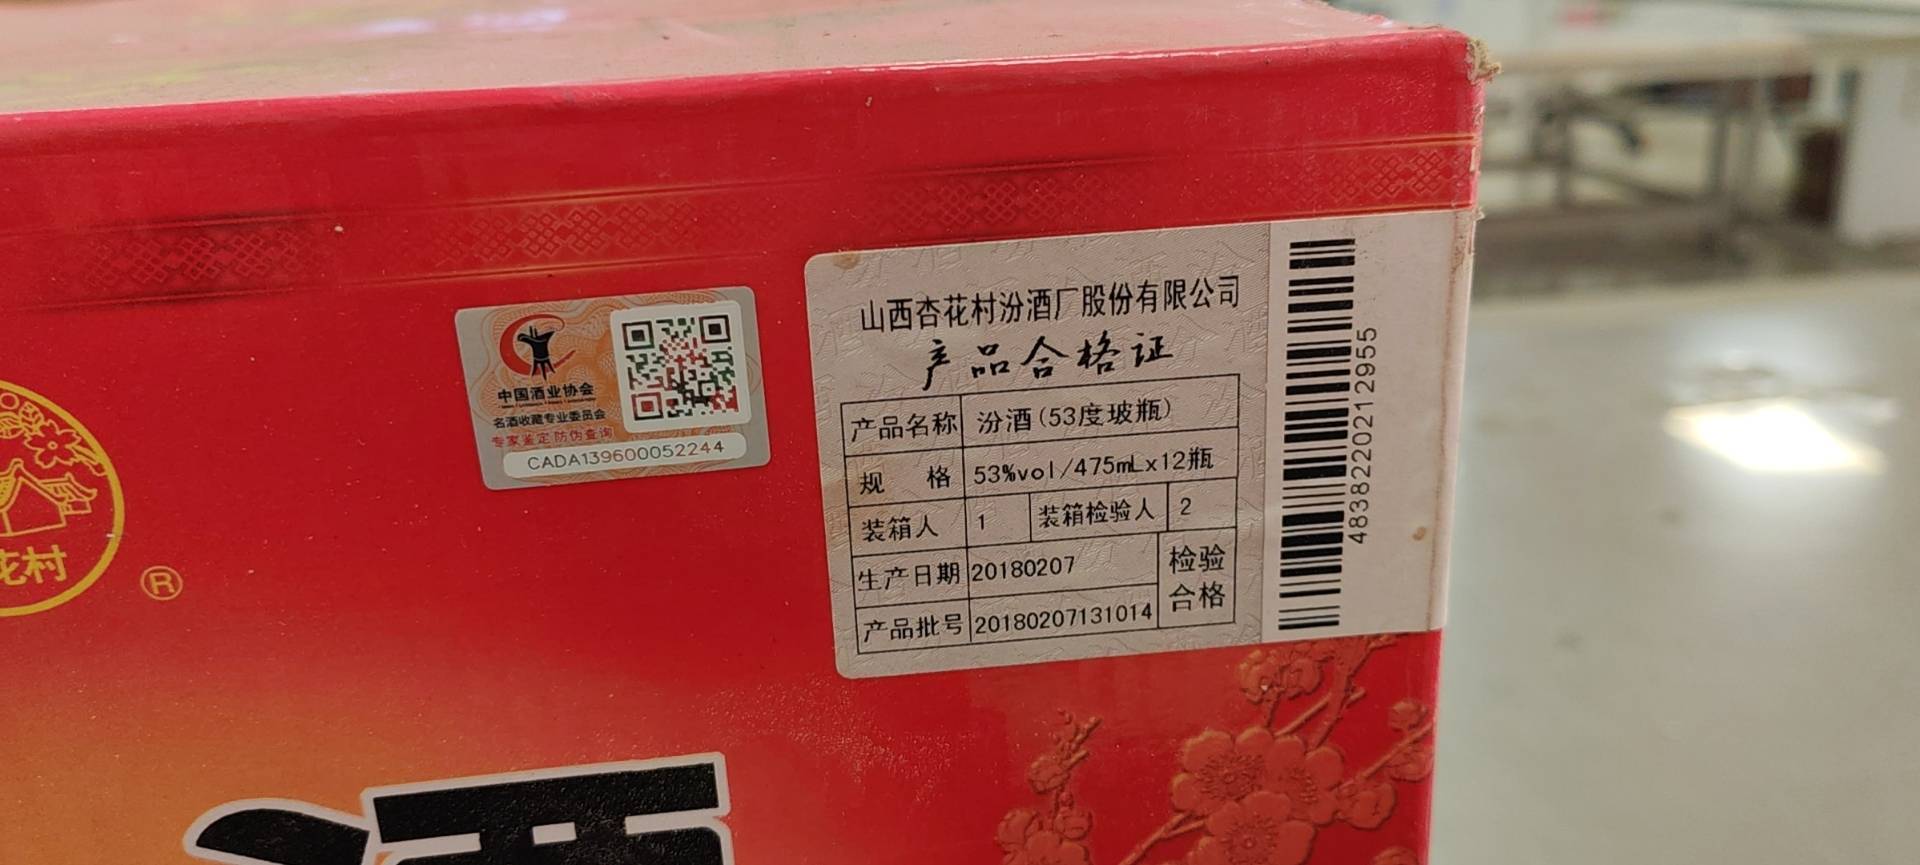 中国酒业协会
名酒收藏专业委员会
专家鉴定 防伪查询
CADA139600052244
山西杏花村汾酒厂股份有限公司
产品合格证
产品名称 汾酒(53度玻瓶)
规 格 53%vol/475mLx12瓶
装箱人 1 装箱检验人 2
生产日期 20180207 检验合格
产品批号 20180207131014
4838220212955
花村
®
酒